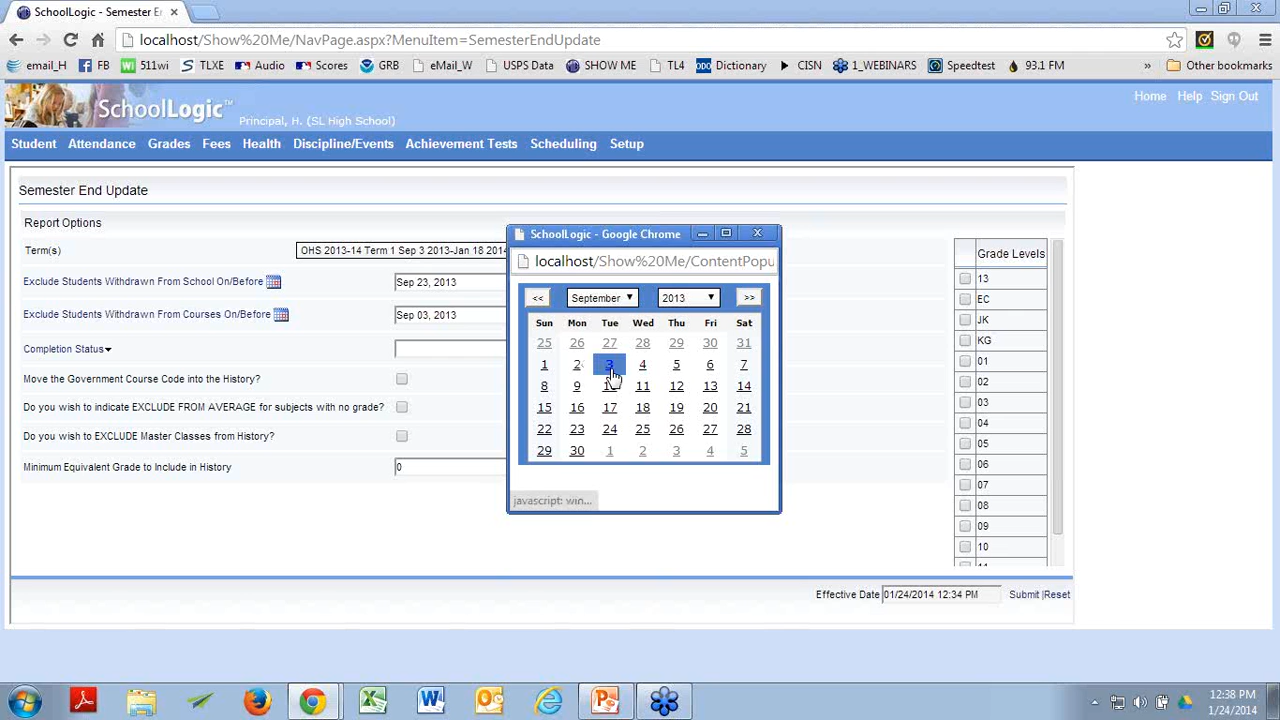 SchoolLogic - Semester E
localhost/Show%20Me/NavPage.aspx?MenuItem=SemesterEndUpdate
email_H FB 511wi TLXE Audio Scores GRB eMail_W USPS Data SHOW ME TL4 Dictionary CISN 1_WEBINARS Speedtest 93.1 FM » Other bookmarks
SchoolLogic™
Principal, H. (SL High School)
Home Help Sign Out
Student Attendance Grades Fees Health Discipline/Events Achievement Tests Scheduling Setup
Semester End Update
Report Options
Term(s) OHS 2013-14 Term 1 Sep 3 2013-Jan 18 2014
Exclude Students Withdrawn From School On/Before Sep 23, 2013
Exclude Students Withdrawn From Courses On/Before Sep 03, 2013
Completion Status
Move the Government Course Code into the History?
Do you wish to indicate EXCLUDE FROM AVERAGE for subjects with no grade?
Do you wish to EXCLUDE Master Classes from History?
Minimum Equivalent Grade to Include in History 0
SchoolLogic - Google Chrome
localhost/Show%20Me/ContentPopu
<< September 2013 >>
Sun Mon Tue Wed Thu Fri Sat
25 26 27 28 29 30 31
1 2 3 4 5 6 7
8 9 10 11 12 13 14
15 16 17 18 19 20 21
22 23 24 25 26 27 28
29 30 1 2 3 4 5
javascript: win...
Grade Levels
13
EC
JK
KG
01
02
03
04
05
06
07
08
09
10
Effective Date 01/24/2014 12:34 PM Submit |Reset
12:38 PM
1/24/2014